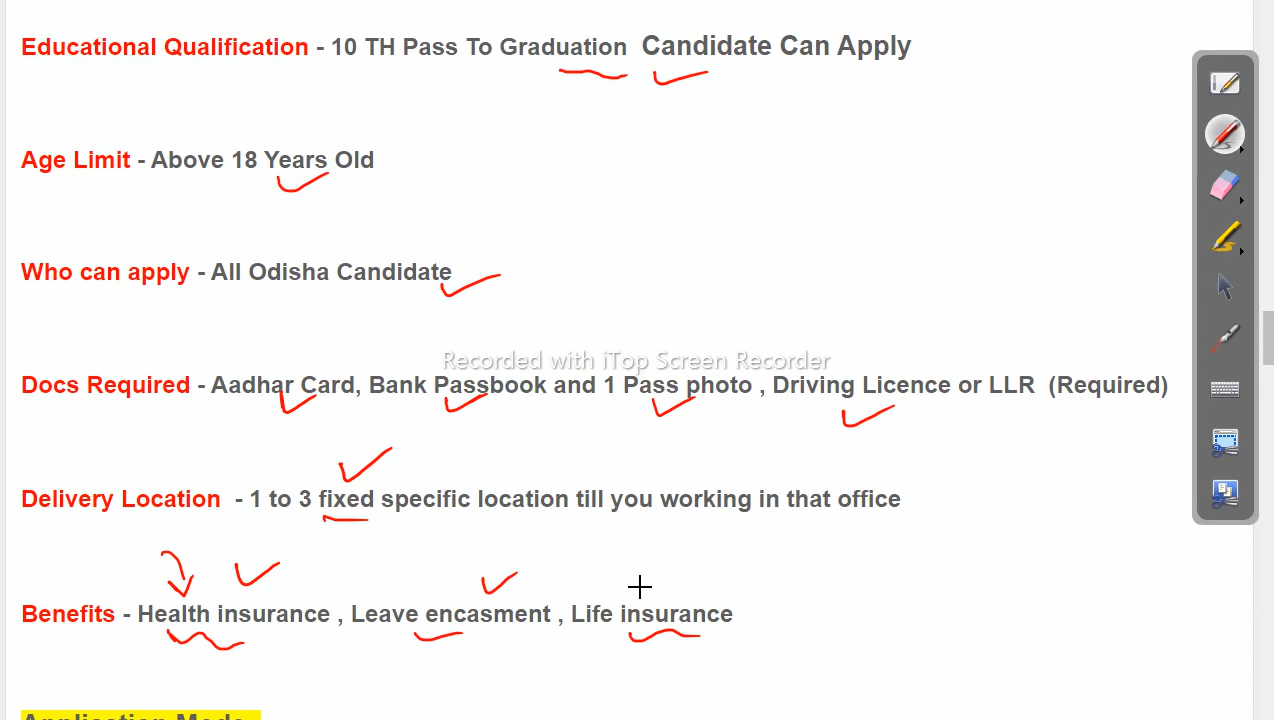 Educational Qualification - 10 TH Pass To Graduation Candidate Can Apply
Age Limit - Above 18 Years Old
Who can apply - All Odisha Candidate
Recorded with iTop Screen Recorder
Docs Required - Aadhar Card, Bank Passbook and 1 Pass photo , Driving Licence or LLR (Required)
Delivery Location - 1 to 3 fixed specific location till you working in that office
Benefits - Health insurance , Leave encasment , Life insurance
Application Mode